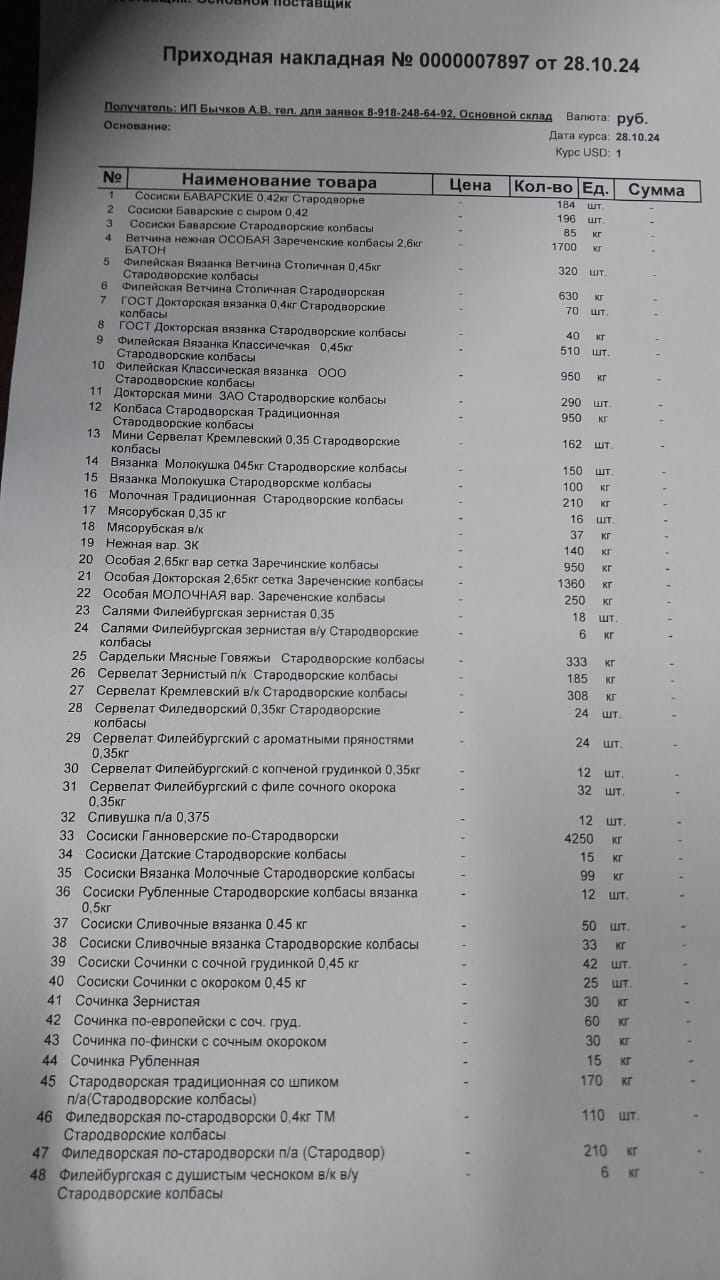 Основной поставщик
Приходная накладная № 0000007897 от 28.10.24
Получатель: ИП Бычков А.В. тел. для заявок 8-918-248-64-92, Основной склад Валюта: руб.
Основание: Дата курса: 28.10.24
Курс USD: 1
№ Наименование товара Цена Кол-во Ед. Сумма
1 Сосиски БАВАРСКИЕ 0,42кг Стародворье - 184 шт. -
2 Сосиски Баварские с сыром 0,42 - 196 шт. -
3 Сосиски Баварские Стародворские колбасы - 85 кг -
4 Ветчина нежная ОСОБАЯ Зареченские колбасы 2,6кг - 1700 кг -
БАТОН
5 Филейская Вязанка Ветчина Столичная 0,45кг - 320 шт. -
Стародворские колбасы
6 Филейская Ветчина Столичная Стародворская - 630 кг -
7 ГОСТ Докторская вязанка 0,4кг Стародворские - 70 шт. -
колбасы
8 ГОСТ Докторская вязанка Стародворские колбасы - 40 кг -
9 Филейская Вязанка Классичечкая 0,45кг - 510 шт. -
Стародворские колбасы
10 Филейская Классическая вязанка ООО - 950 кг -
Стародворские колбасы
11 Докторская мини ЗАО Стародворские колбасы - 290 шт. -
12 Колбаса Стародворская Традиционная - 950 кг -
Стародворские колбасы
13 Мини Сервелат Кремлевский 0,35 Стародворские - 162 шт. -
колбасы
14 Вязанка Молокушка 045кг Стародворские колбасы - 150 шт. -
15 Вязанка Молокушка Стародворскме колбасы - 100 кг -
16 Молочная Традиционная Стародворские колбасы - 210 кг -
17 Мясорубская 0,35 кг - 16 шт. -
18 Мясорубская в/к - 37 кг -
19 Нежная вар. ЗК - 140 кг -
20 Особая 2,65кг вар сетка Заречинские колбасы - 950 кг -
21 Особая Докторская 2,65кг сетка Зареченские колбасы - 1360 кг -
22 Особая МОЛОЧНАЯ вар. Зареченские колбасы - 250 кг -
23 Салями Филейбургская зернистая 0,35 - 18 шт. -
24 Салями Филейбургская зернистая в/у Стародворские - 6 кг -
колбасы
25 Сардельки Мясные Говяжьи Стародворские колбасы - 333 кг -
26 Сервелат Зернистый п/к Стародворские колбасы - 185 кг -
27 Сервелат Кремлевский в/к Стародворские колбасы - 308 кг -
28 Сервелат Филедворский 0,35кг Стародворские - 24 шт. -
колбасы
29 Сервелат Филейбургский с ароматными пряностями - 24 шт. -
0,35кг
30 Сервелат Филейбургский с копченой грудинкой 0,35кг - 12 шт. -
31 Сервелат Филейбургский с филе сочного окорока - 32 шт. -
0,35кг
32 Сливушка п/а 0,375 - 12 шт. -
33 Сосиски Ганноверские по-Стародворски - 4250 кг -
34 Сосиски Датские Стародворские колбасы - 15 кг -
35 Сосиски Вязанка Молочные Стародворские колбасы - 99 кг -
36 Сосиски Рубленные Стародворские колбасы вязанка - 12 шт. -
0,5кг
37 Сосиски Сливочные вязанка 0.45 кг - 50 шт. -
38 Сосиски Сливочные вязанка Стародворские колбасы - 33 кг -
39 Сосиски Сочинки с сочной грудинкой 0,45 кг - 42 шт. -
40 Сосиски Сочинки с окороком 0,45 кг - 25 шт. -
41 Сочинка Зернистая - 30 кг -
42 Сочинка по-европейски с соч. груд. - 60 кг -
43 Сочинка по-фински с сочным окороком - 30 кг -
44 Сочинка Рубленная - 15 кг -
45 Стародворская традиционная со шпиком - 170 кг -
п/а(Стародворские колбасы)
46 Филедворская по-стародворски 0,4кг ТМ - 110 шт. -
Стародворские колбасы
47 Филедворская по-стародворски п/а (Стародвор) - 210 кг -
48 Филейбургская с душистым чесноком в/к в/у - 6 кг -
Стародворские колбасы